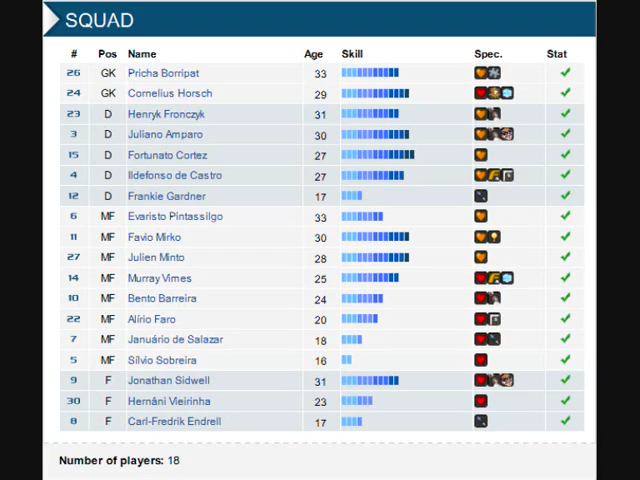 SQUAD
# Pos Name Age Skill Spec. Stat
26 GK Pricha Borripat 33
24 GK Cornelius Horsch 29
23 D Henryk Fronczyk 31
3 D Juliano Amparo 30
15 D Fortunato Cortez 27
4 D Ildefonso de Castro 27
12 D Frankie Gardner 17
6 MF Evaristo Pintassilgo 33
11 MF Favio Mirko 30
27 MF Julien Minto 28
14 MF Murray Vimes 25
10 MF Bento Barreira 24
22 MF Alírio Faro 20
7 MF Januário de Salazar 18
5 MF Sílvio Sobreira 16
9 F Jonathan Sidwell 31
30 F Hernâni Vieirinha 23
8 F Carl-Fredrik Endrell 17
Number of players: 18